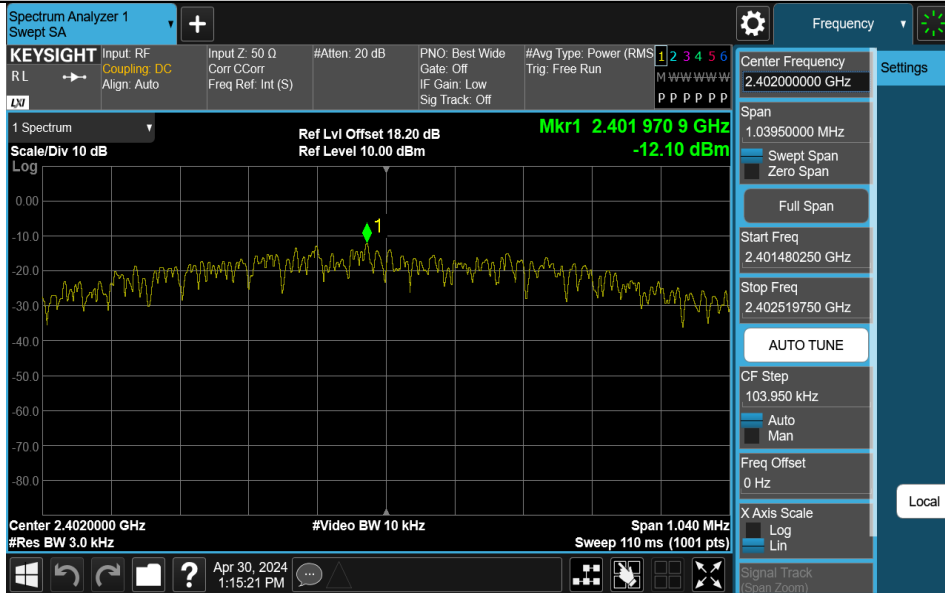 Spectrum Analyzer 1
Swept SA
Frequency
KEYSIGHT
RL
LXI
Input: RF
Coupling: DC
Align: Auto
Input Z: 50 Ω
Corr CCorr
Freq Ref: Int (S)
#Atten: 20 dB
PNO: Best Wide
Gate: Off
IF Gain: Low
Sig Track: Off
#Avg Type: Power (RMS
Trig: Free Run
1 2 3 4 5 6
M W W W W W
P P P P P P
Center Frequency
2.402000000 GHz
Settings
Span
1.03950000 MHz
Swept Span
Zero Span
Full Span
Start Freq
2.401480250 GHz
Stop Freq
2.402519750 GHz
AUTO TUNE
CF Step
103.950 kHz
Auto
Man
Freq Offset
0 Hz
X Axis Scale
Log
Lin
Signal Track
(Span Zoom)
Local
1 Spectrum
Scale/Div 10 dB
Log
Ref Lvl Offset 18.20 dB
Ref Level 10.00 dBm
Mkr1 2.401 970 9 GHz
-12.10 dBm
1
0.00
-10.0
-20.0
-30.0
-40.0
-50.0
-60.0
-70.0
-80.0
Center 2.4020000 GHz
#Res BW 3.0 kHz
#Video BW 10 kHz
Span 1.040 MHz
Sweep 110 ms (1001 pts)
Apr 30, 2024
1:15:21 PM